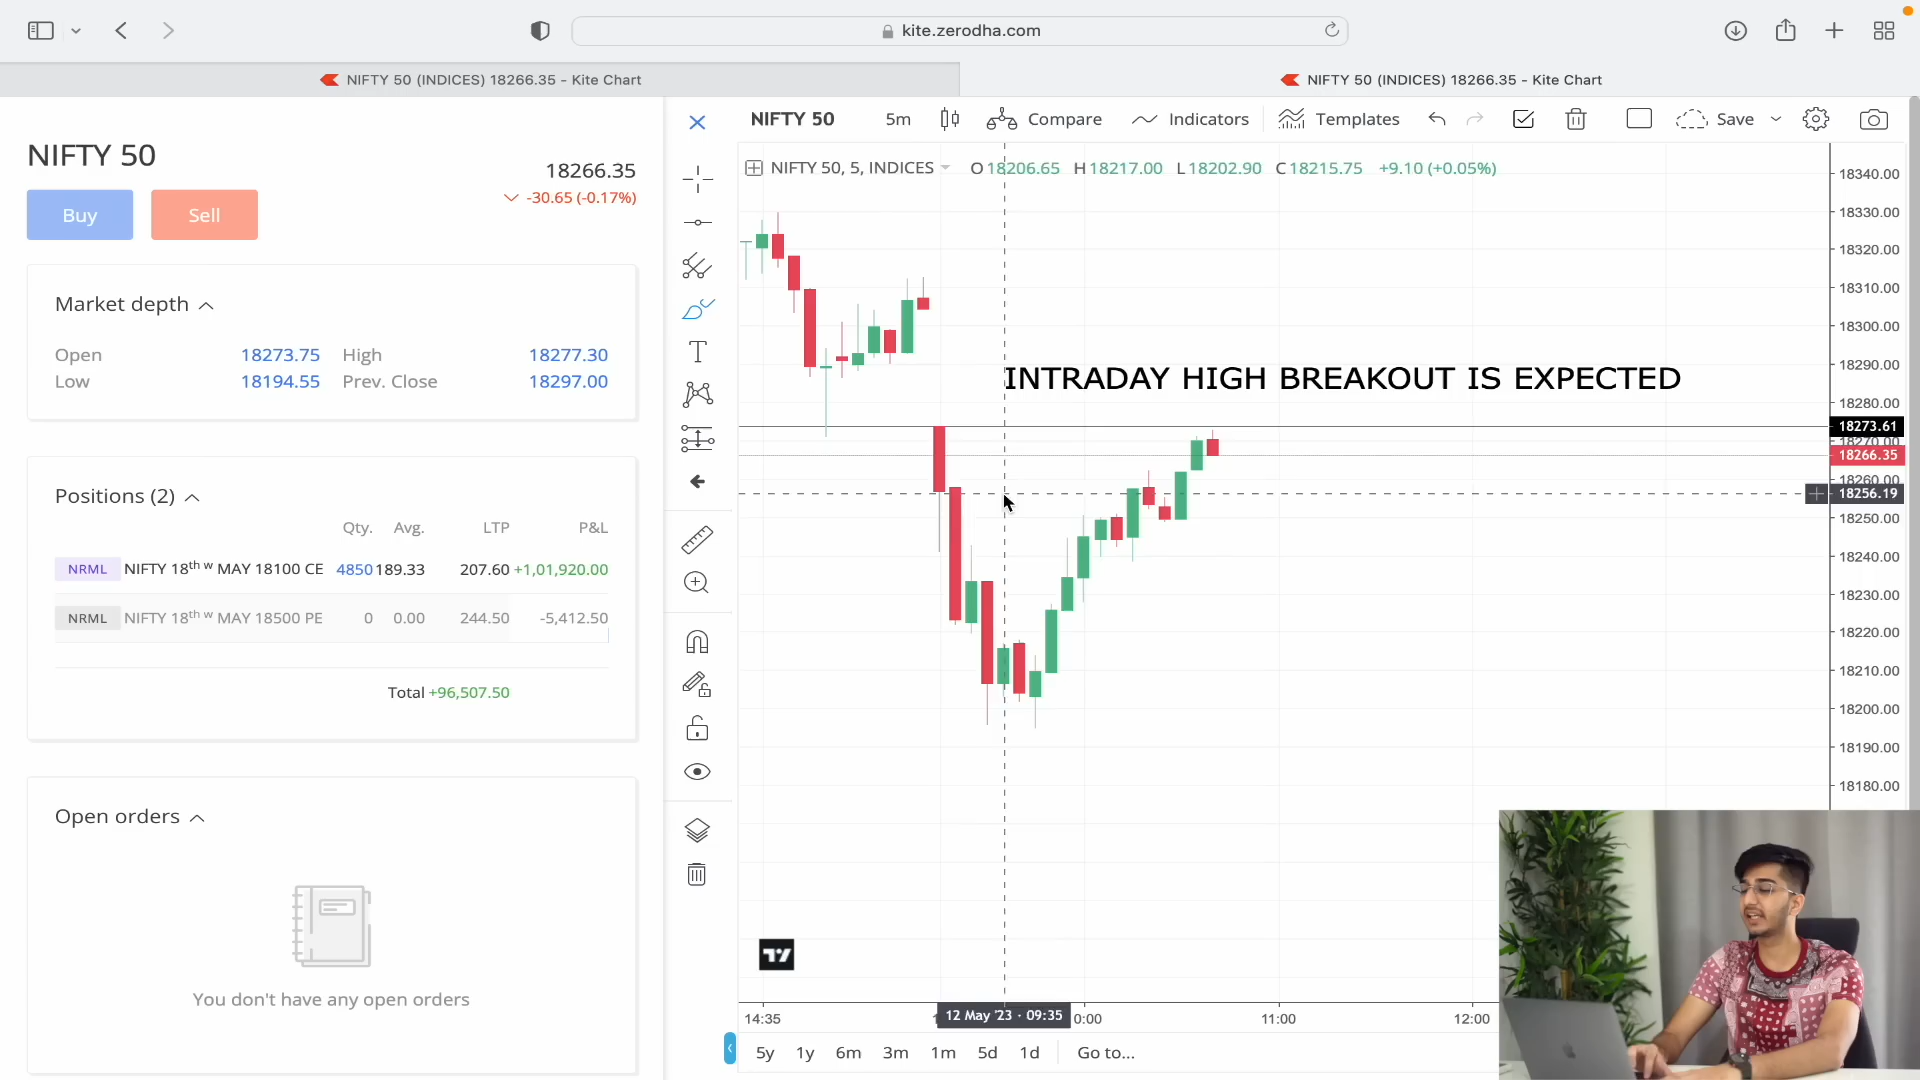 kite.zerodha.com
NIFTY 50 (INDICES) 18266.35 - Kite Chart
NIFTY 50 (INDICES) 18266.35 - Kite Chart
NIFTY 50
18266.35
-30.65 (-0.17%)
Buy
Sell
Market depth
Open 18273.75 High 18277.30
Low 18194.55 Prev. Close 18297.00
Positions (2)
Qty. Avg. LTP P&L
NRML NIFTY 18th w MAY 18100 CE 4850 189.33 207.60 +1,01,920.00
NRML NIFTY 18th w MAY 18500 PE 0 0.00 244.50 -5,412.50
Total +96,507.50
Open orders
You don't have any open orders
NIFTY 50 5m Compare Indicators Templates Save
NIFTY 50, 5, INDICES O18206.65 H18217.00 L18202.90 C18215.75 +9.10 (+0.05%)
INTRADAY HIGH BREAKOUT IS EXPECTED
18340.00
18330.00
18320.00
18310.00
18300.00
18290.00
18280.00
18273.61
18270.00
18266.35
18260.00
18256.19
18250.00
18240.00
18230.00
18220.00
18210.00
18200.00
18190.00
18180.00
14:35 12 May '23 · 09:35 0:00 11:00 12:00
5y 1y 6m 3m 1m 5d 1d Go to...